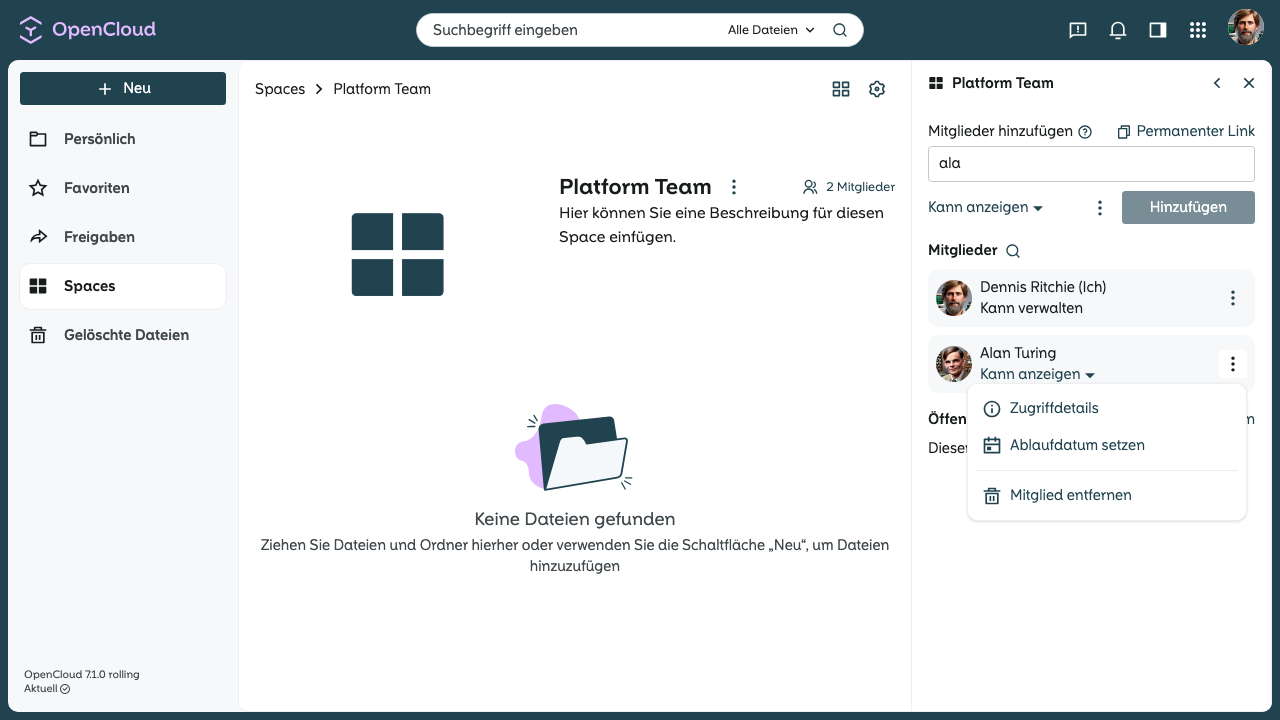 OpenCloud
Suchbegriff eingeben
Alle Dateien
Neu
Persönlich
Favoriten
Freigaben
Spaces
Gelöschte Dateien
OpenCloud 7.1.0 rolling
Aktuell
Spaces
Platform Team
Platform Team
2 Mitglieder
Hier können Sie eine Beschreibung für diesen
Space einfügen.
Keine Dateien gefunden
Ziehen Sie Dateien und Ordner hierher oder verwenden Sie die Schaltfläche „Neu“, um Dateien
hinzuzufügen
Platform Team
Mitglieder hinzufügen
Permanenter Link
ala
Kann anzeigen
Hinzufügen
Mitglieder
Dennis Ritchie (Ich)
Kann verwalten
Alan Turing
Kann anzeigen
Zugriffdetails
Ablaufdatum setzen
Mitglied entfernen